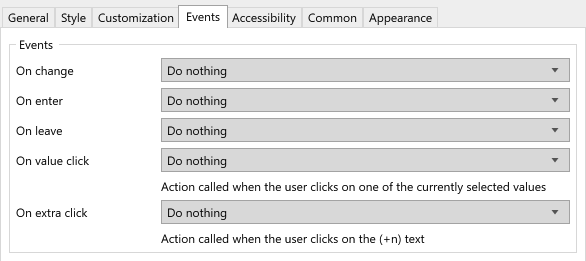 General Style Customization Events Accessibility Common Appearance
Events
On change Do nothing
On enter Do nothing
On leave Do nothing
On value click Do nothing
Action called when the user clicks on one of the currently selected values
On extra click Do nothing
Action called when the user clicks on the (+n) text